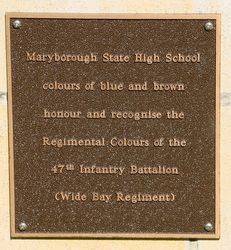 Maryborough State High School
colours of blue and brown
honour and recognise the
Regimental Colours of the
47th Infantry Battalion
(Wide Bay Regiment)